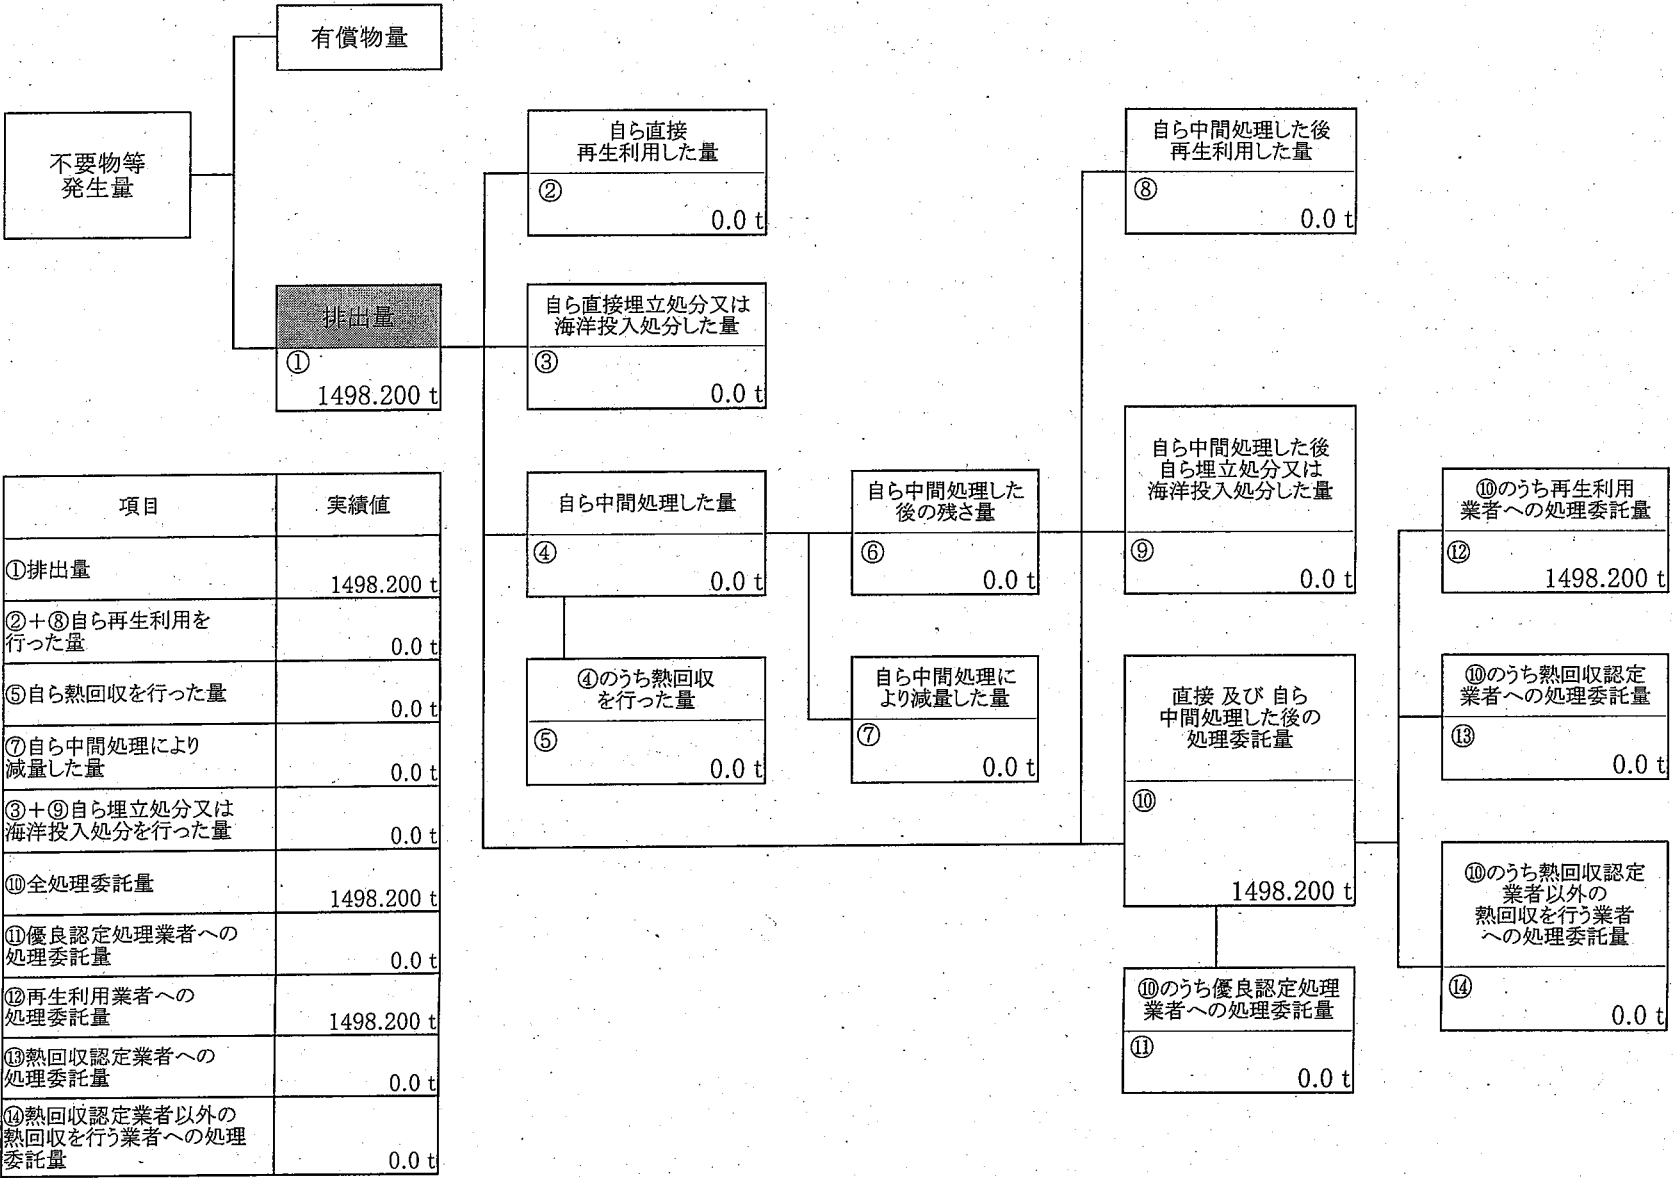 有償物量
不要物等
発生量
排出量
①
1498.200 t
自ら直接
再生利用した量
②
0.0 t
自ら直接埋立処分又は
海洋投入処分した量
③
0.0 t
自ら中間処理した量
④
0.0 t
④のうち熱回収
を行った量
⑤
0.0 t
自ら中間処理した
後の残さ量
⑥
0.0 t
自ら中間処理に
より減量した量
⑦
0.0 t
自ら中間処理した後
再生利用した量
⑧
0.0 t
自ら中間処理した後
自ら埋立処分又は
海洋投入処分した量
⑨
0.0 t
直接 及び 自ら
中間処理した後の
処理委託量
⑩
1498.200 t
⑩のうち優良認定処理
業者への処理委託量
⑪
0.0 t
⑩のうち再生利用
業者への処理委託量
⑫
1498.200 t
⑩のうち熱回収認定
業者への処理委託量
⑬
0.0 t
⑩のうち熱回収認定
業者以外の
熱回収を行う業者
への処理委託量
⑭
0.0 t
項目 実績値
①排出量
1498.200 t
②＋⑧自ら再生利用を
行った量
0.0 t
⑤自ら熱回収を行った量
0.0 t
⑦自ら中間処理により
減量した量
0.0 t
③＋⑨自ら埋立処分又は
海洋投入処分を行った量
0.0 t
⑩全処理委託量
1498.200 t
⑪優良認定処理業者への
処理委託量
0.0 t
⑫再生利用業者への
処理委託量
1498.200 t
⑬熱回収認定業者への
処理委託量
0.0 t
⑭熱回収認定業者以外の
熱回収を行う業者への処理
委託量
0.0 t